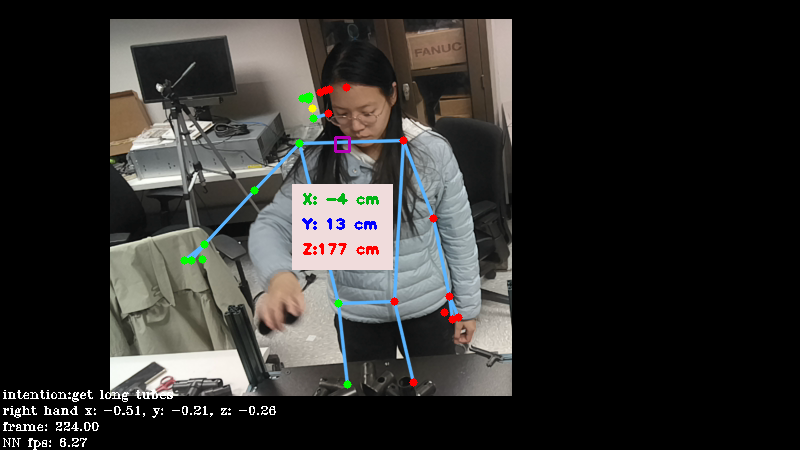 FANUC
X: -4 cm
Y: 13 cm
Z:177 cm
intention:get long tubes
right hand x: -0.51, y: -0.21, z: -0.26
frame: 224.00
NN fps: 6.27